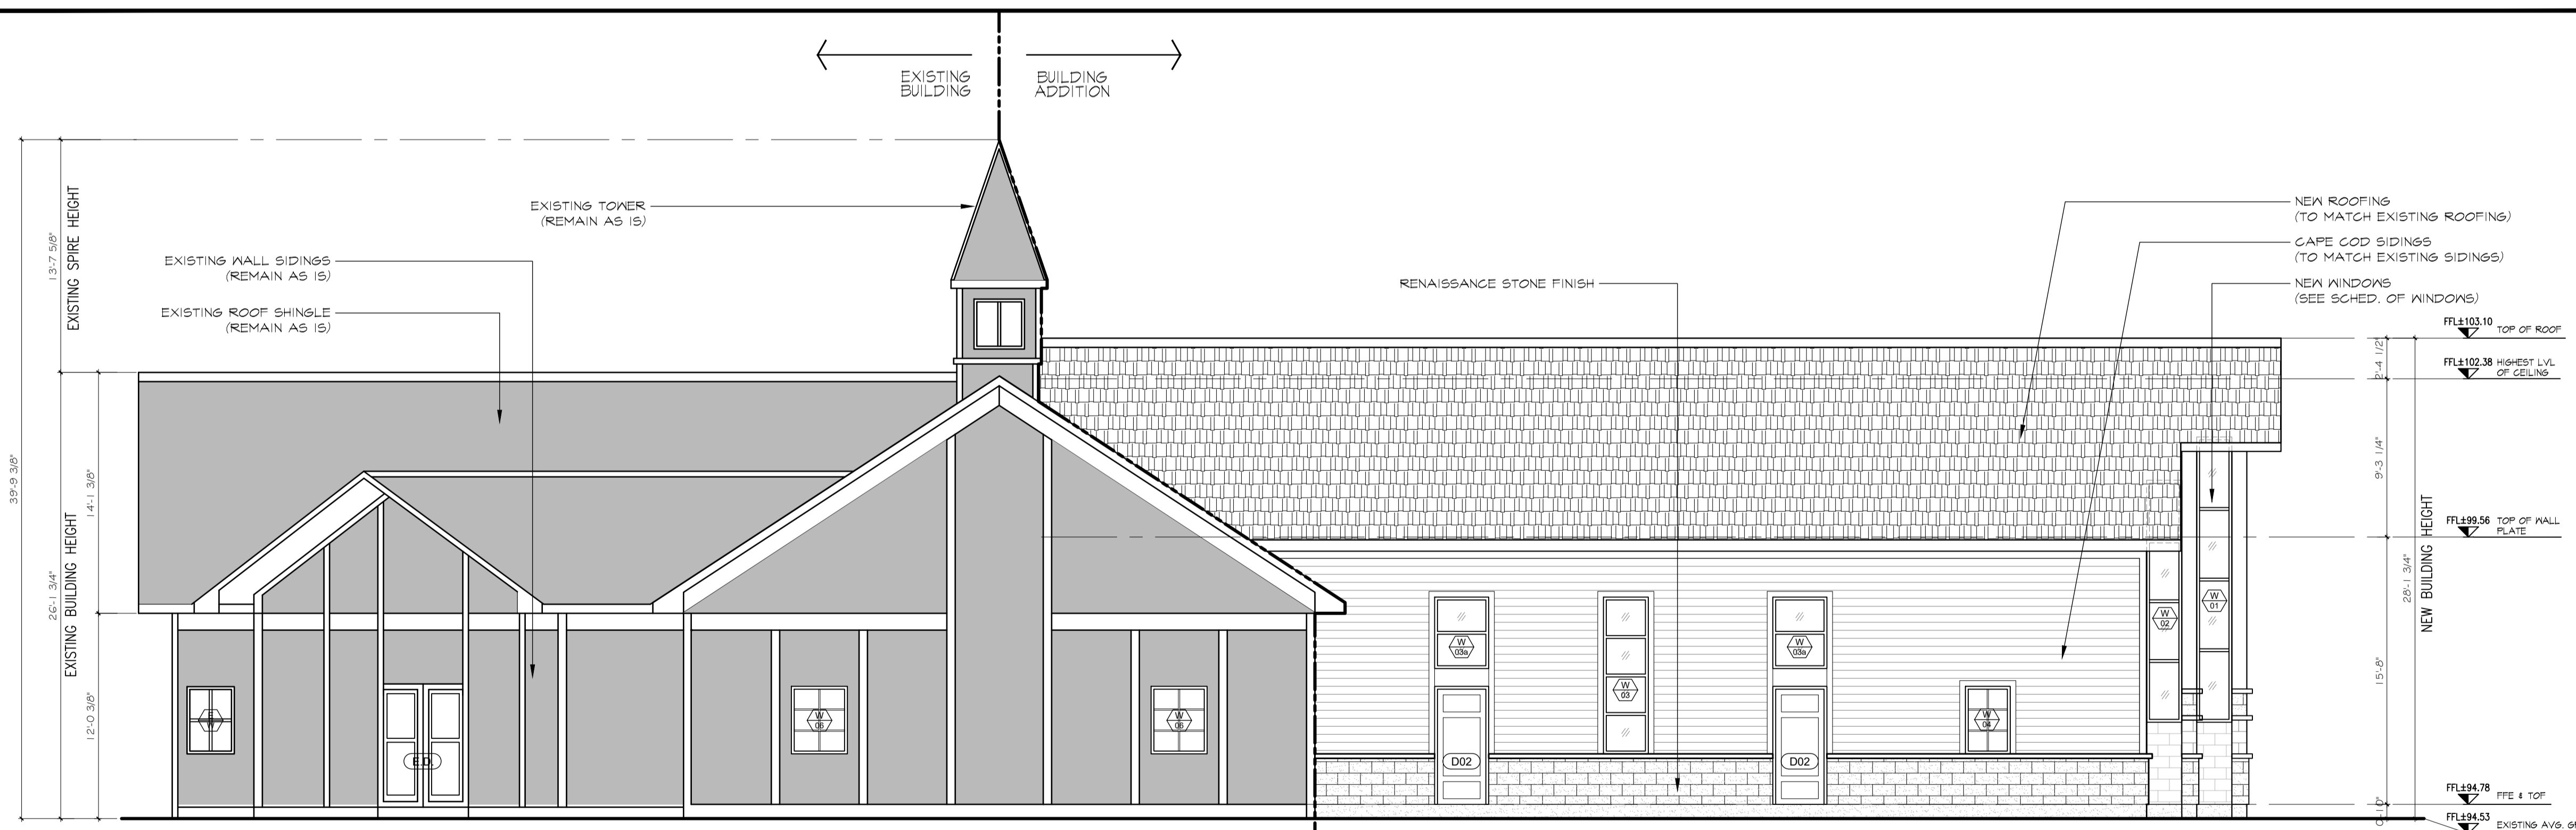 EXISTING
BUILDING
BUILDING
ADDITION
EXISTING TOWER
(REMAIN AS IS)
EXISTING WALL SIDINGS
(REMAIN AS IS)
EXISTING ROOF SHINGLE
(REMAIN AS IS)
RENAISSANCE STONE FINISH
NEW ROOFING
(TO MATCH EXISTING ROOFING)
CAPE COD SIDINGS
(TO MATCH EXISTING SIDINGS)
NEW WINDOWS
(SEE SCHED. OF WINDOWS)
39'-9 3/8"
13'-7 5/8"
EXISTING SPIRE HEIGHT
26'-1 3/4"
EXISTING BUILDING HEIGHT
14'-1 3/8"
12'-0 3/8"
FFL±103.10 TOP OF ROOF
FFL±102.38 HIGHEST LVL
OF CEILING
FFL±99.56 TOP OF WALL
PLATE
FFL±94.78 FFE & TOF
FFL±94.53 EXISTING AVG.
2'-4 1/2"
9'-3 1/4"
15'-8"
0'-10"
28'-1 3/4"
NEW BUILDING HEIGHT
E.D.
W
06
W
06
W
03a
D02
W
03
W
03a
D02
W
04
W
02
W
01